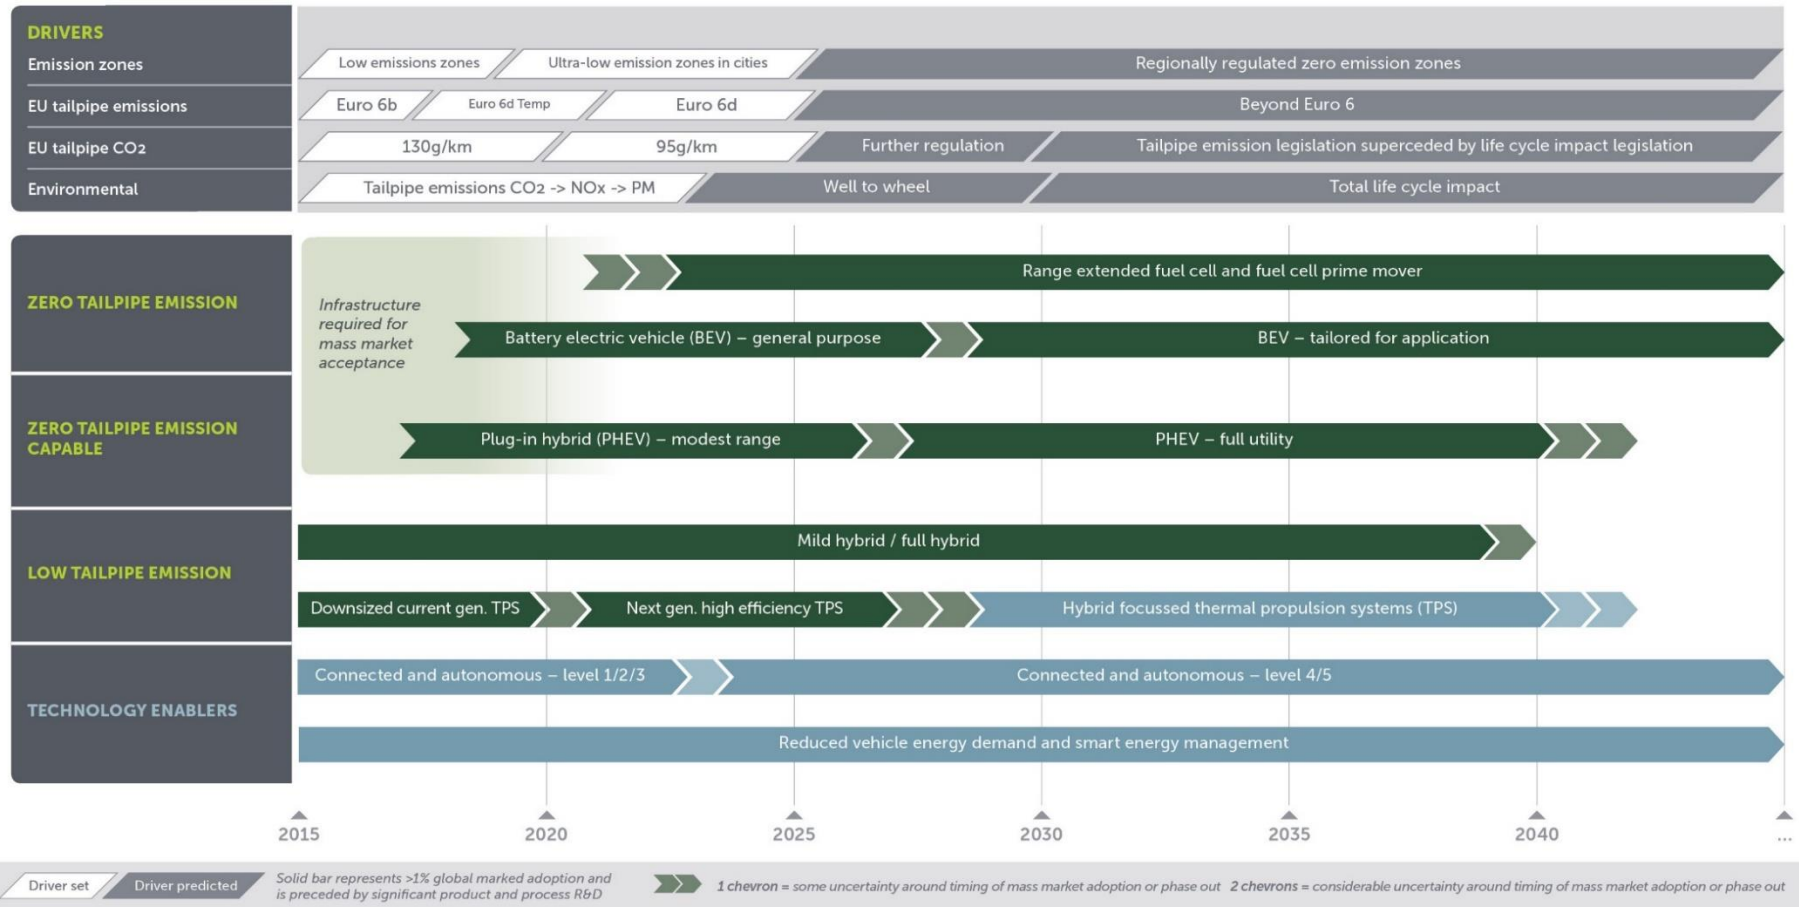 DRIVERS
Emission zones
Low emissions zones
Ultra-low emission zones in cities
Regionally regulated zero emission zones
EU tailpipe emissions
Euro 6b
Euro 6d Temp
Euro 6d
Beyond Euro 6
EU tailpipe CO2
130g/km
95g/km
Further regulation
Tailpipe emission legislation superceded by life cycle impact legislation
Environmental
Tailpipe emissions CO2 -> NOx -> PM
Well to wheel
Total life cycle impact
ZERO TAILPIPE EMISSION
Infrastructure
required for
mass market
acceptance
Range extended fuel cell and fuel cell prime mover
Battery electric vehicle (BEV) – general purpose
BEV – tailored for application
ZERO TAILPIPE EMISSION
CAPABLE
Plug-in hybrid (PHEV) – modest range
PHEV – full utility
LOW TAILPIPE EMISSION
Mild hybrid / full hybrid
Downsized current gen. TPS
Next gen. high efficiency TPS
Hybrid focussed thermal propulsion systems (TPS)
TECHNOLOGY ENABLERS
Connected and autonomous – level 1/2/3
Connected and autonomous – level 4/5
Reduced vehicle energy demand and smart energy management
2015
2020
2025
2030
2035
2040
...
Driver set
Driver predicted
Solid bar represents >1% global marked adoption and
is preceded by significant product and process R&D
1 chevron = some uncertainty around timing of mass market adoption or phase out
2 chevrons = considerable uncertainty around timing of mass market adoption or phase out